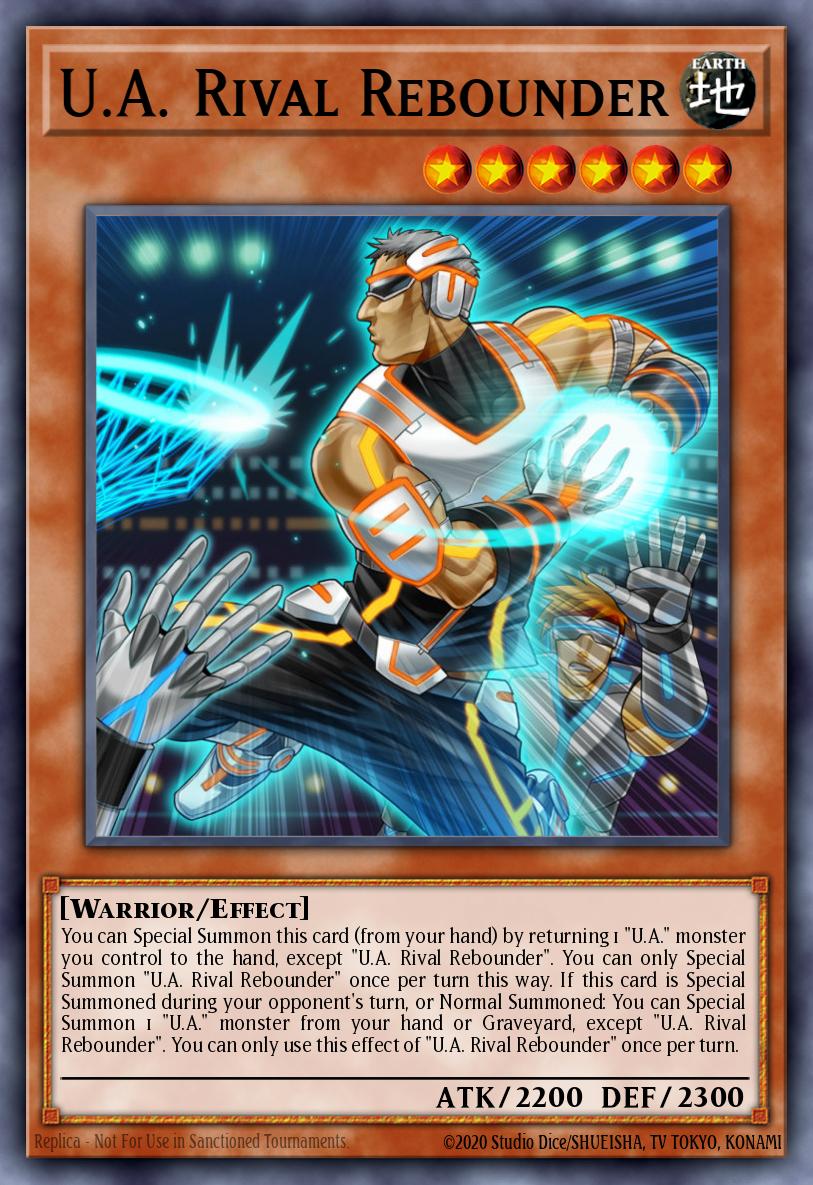 U.A. Rival Rebounder
EARTH
地
[Warrior/Effect]
You can Special Summon this card (from your hand) by returning 1 "U.A." monster
you control to the hand, except "U.A. Rival Rebounder". You can only Special
Summon "U.A. Rival Rebounder" once per turn this way. If this card is Special
Summoned during your opponent's turn, or Normal Summoned: You can Special
Summon 1 "U.A." monster from your hand or Graveyard, except "U.A. Rival
Rebounder". You can only use this effect of "U.A. Rival Rebounder" once per turn.
ATK/2200 DEF/2300
Replica - Not For Use in Sanctioned Tournaments.
©2020 Studio Dice/SHUEISHA, TV TOKYO, KONAMI